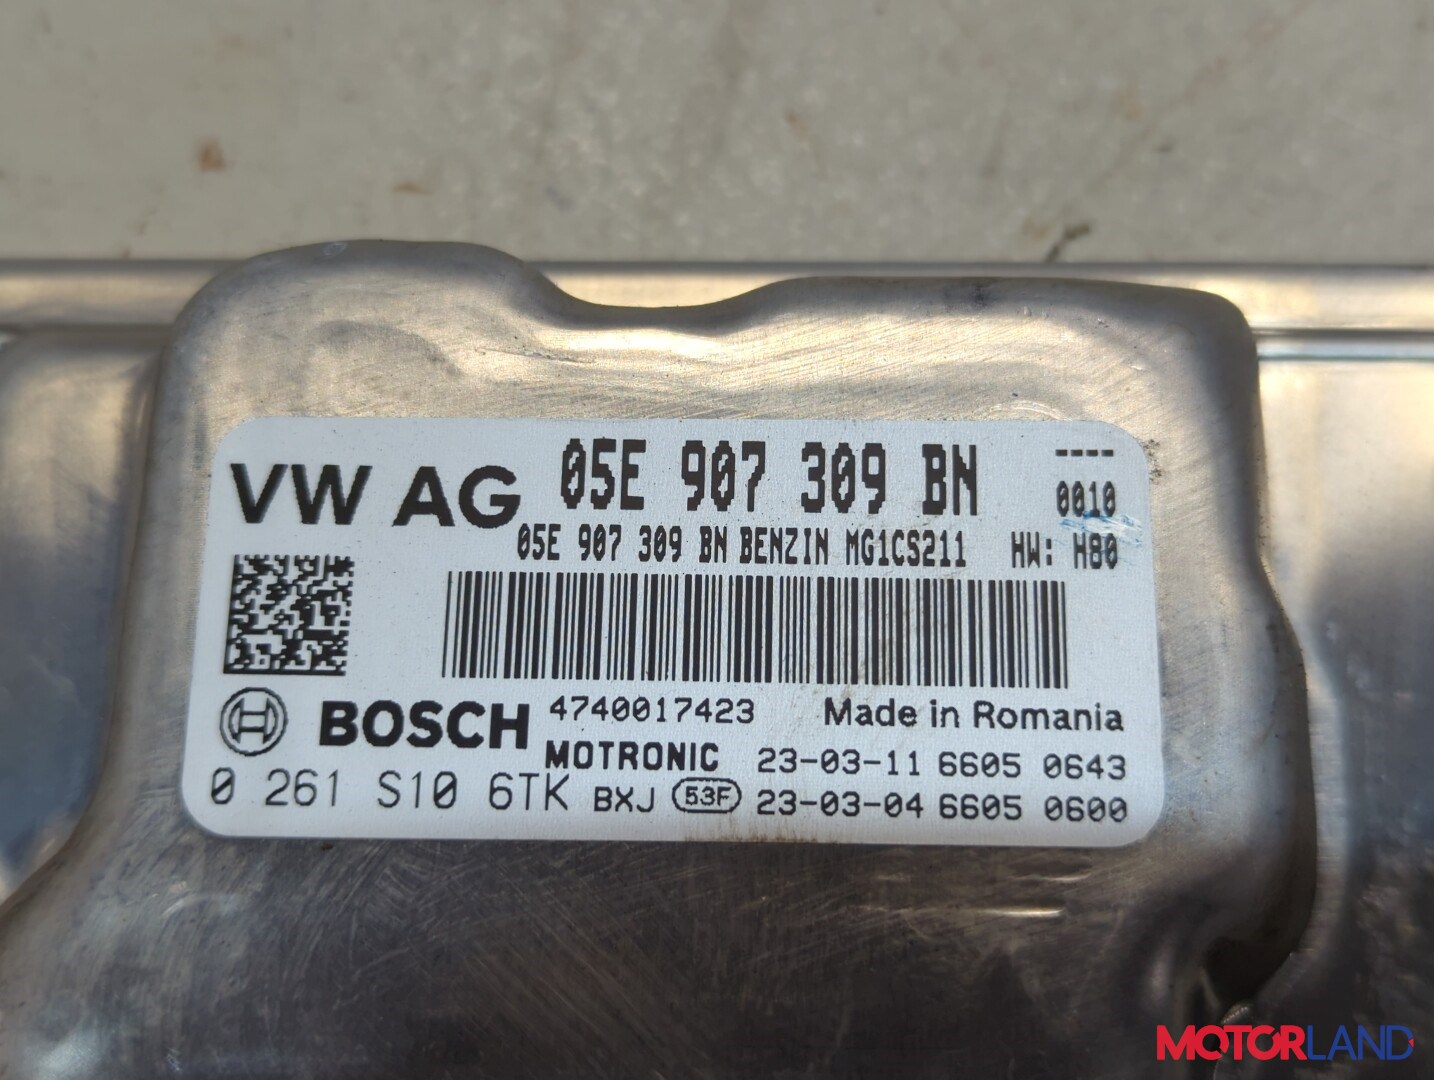 VW AG 05E 907 309 BN ----
0010
05E 907 309 BN BENZIN MG1CS211 HW: H80
BOSCH 4740017423 Made in Romania
MOTRONIC 23-03-11 6605 0643
0 261 S10 6TK BXJ 53F 23-03-04 6605 0600
MOTORLAND